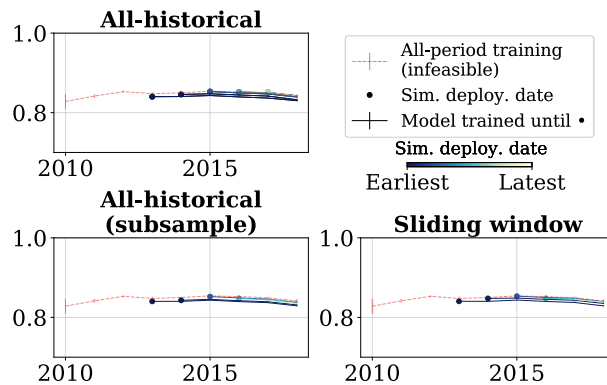 All-historical
1.0
0.8
2010
2015
All-period training
(infeasible)
Sim. deploy. date
Model trained until •
Sim. deploy. date
Earliest
Latest
All-historical
(subsample)
1.0
0.8
2010
2015
Sliding window
1.0
0.8
2010
2015